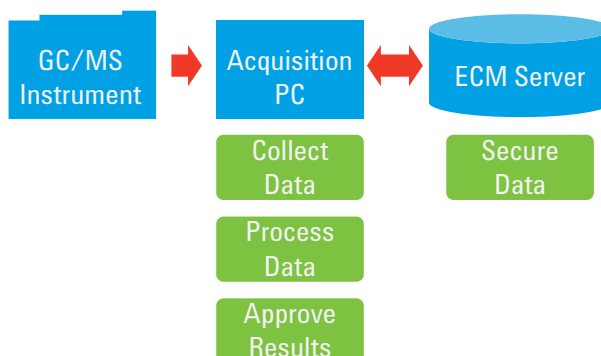 GC/MS
Instrument
Acquisition
PC
ECM Server
Collect
Data
Secure
Data
Process
Data
Approve
Results